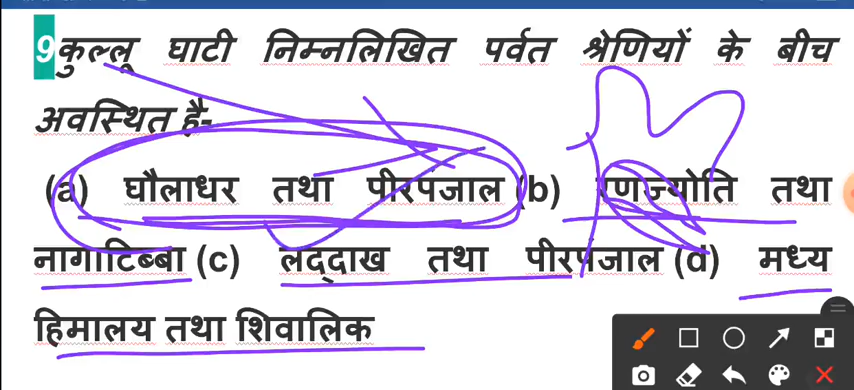 9कुल्लू घाटी निम्नलिखित पर्वत श्रेणियों के बीच
अवस्थित है-
(a) घौलाधर तथा पीरपंजाल (b) रणज्योति तथा
नागाटिब्बा (c) लद्दाख तथा पीरपंजाल (d) मध्य
हिमालय तथा शिवालिक